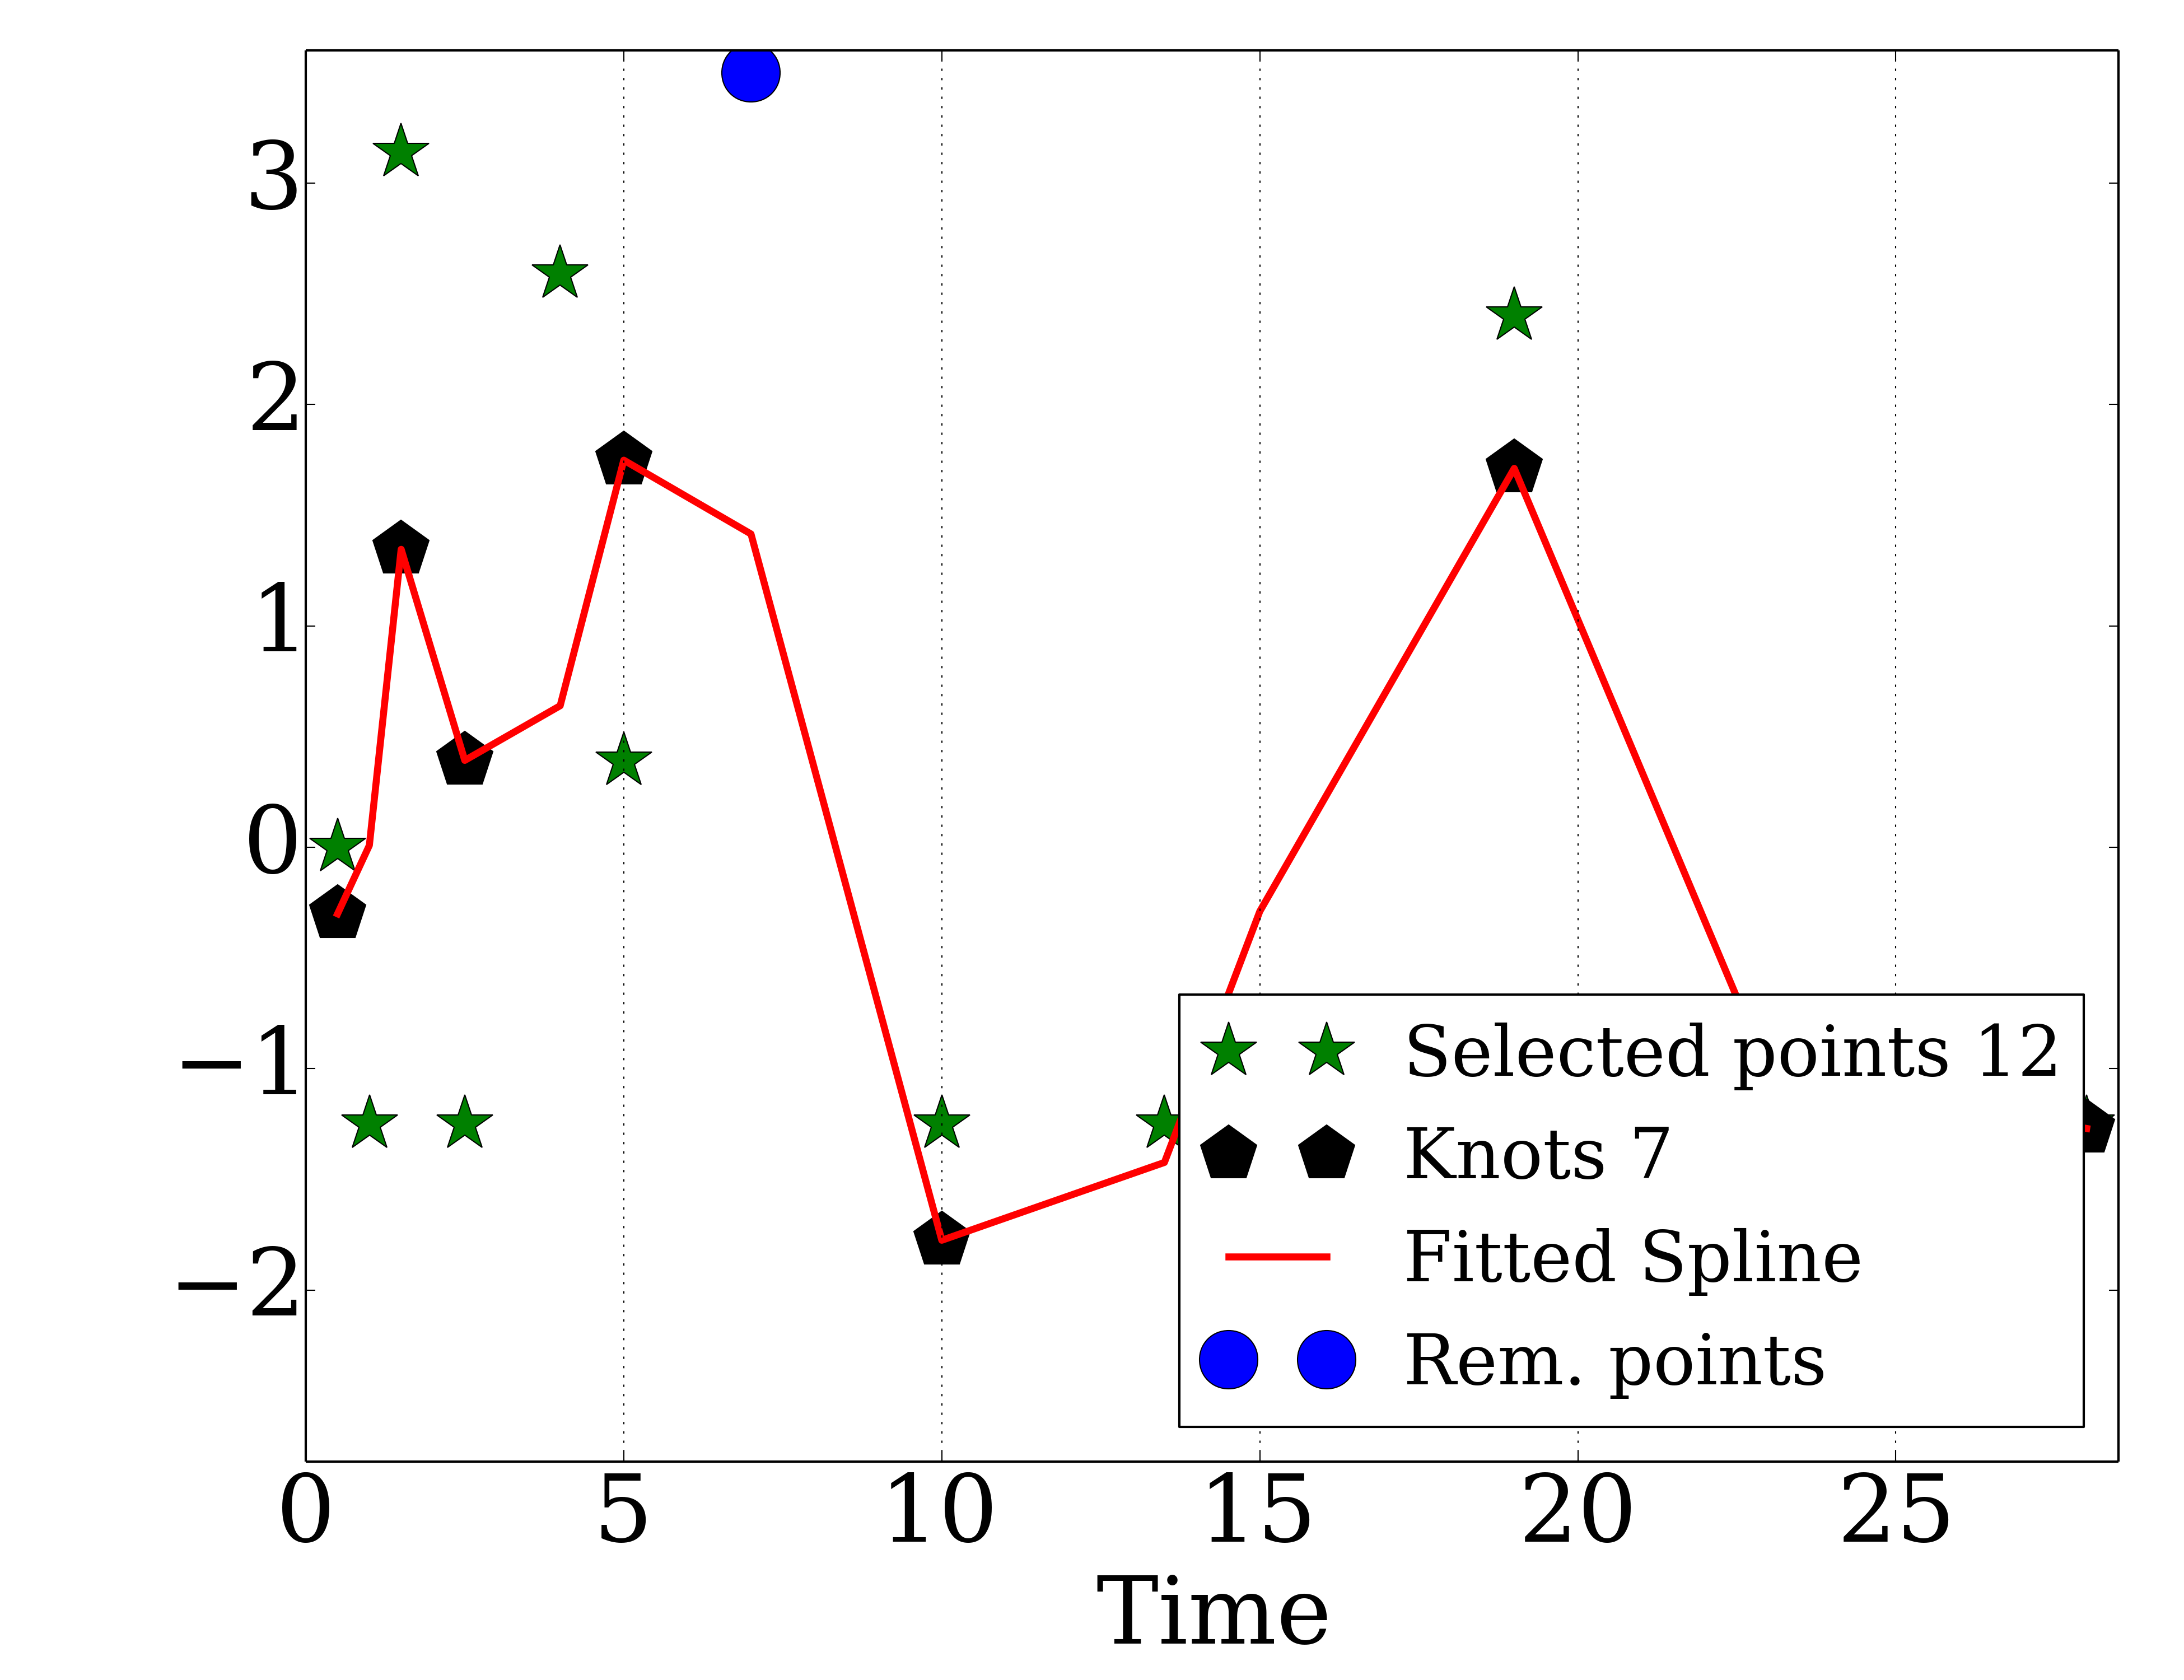 3
2
1
0
−1
−2
Selected points 12
Knots 7
Fitted Spline
Rem. points
0 5 10 15 20 25
Time